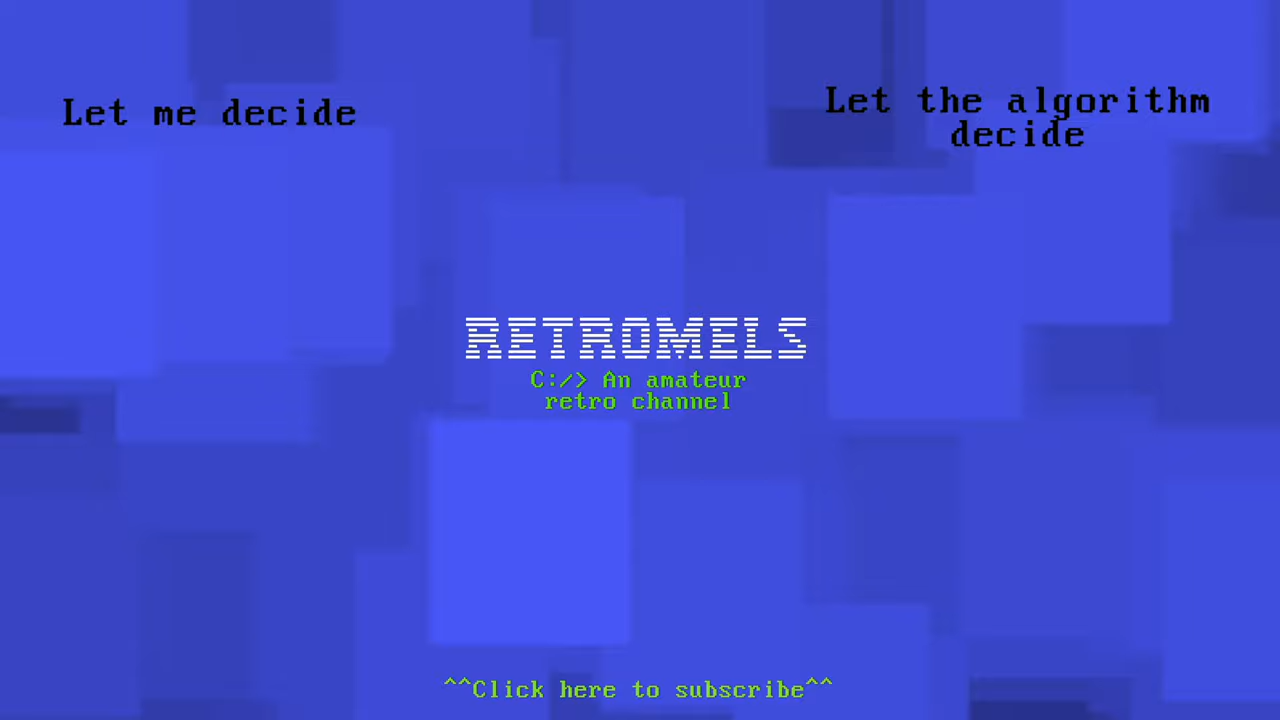 Let me decide
Let the algorithm
decide
RETROMELS
C:/> An amateur
retro channel
^^Click here to subscribe^^